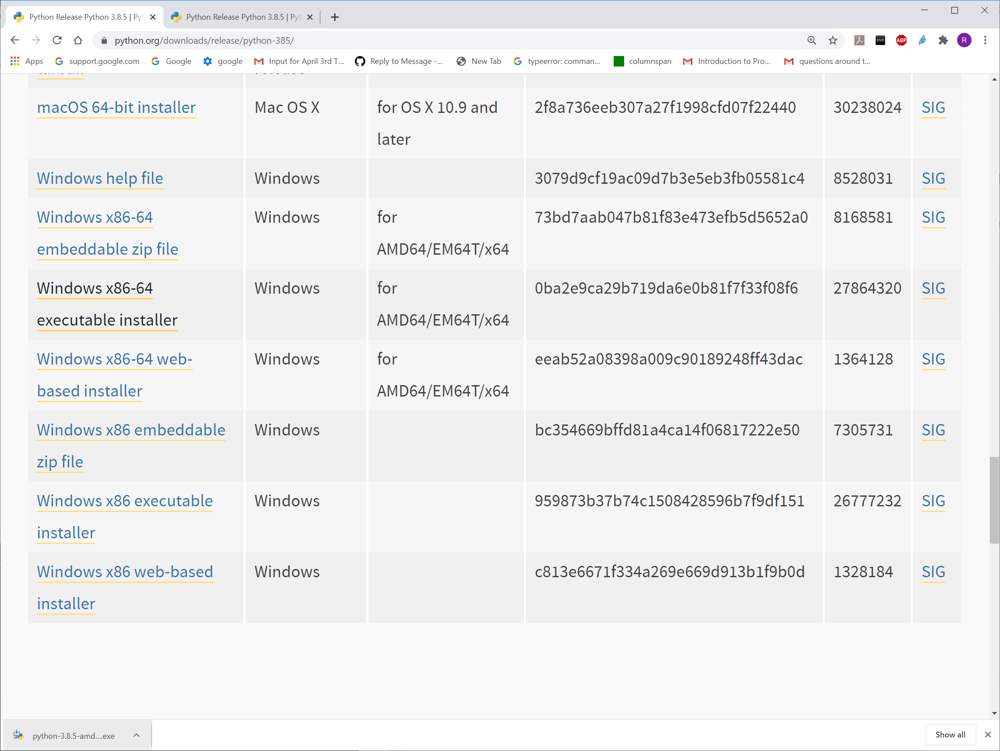 Python Release Python 3.8.5 | Pyt
Python Release Python 3.8.5 | Pyt
python.org/downloads/release/python-385/
(md)
ABP
R
Apps
support.google.com
Google
google
Input for April 3rd T...
Reply to Message -...
New Tab
typeerror: comman...
columnspan
Introduction to Pro...
questions around t...
macOS 64-bit installer Mac OS X for OS X 10.9 and 2f8a736eeb307a27f1998cfd07f22440 30238024 SIG
later
Windows help file Windows 3079d9cf19ac09d7b3e5eb3fb05581c4 8528031 SIG
Windows x86-64 Windows for 73bd7aab047b81f83e473efb5d5652a0 8168581 SIG
embeddable zip file AMD64/EM64T/x64
Windows x86-64 Windows for 0ba2e9ca29b719da6e0b81f7f33f08f6 27864320 SIG
executable installer AMD64/EM64T/x64
Windows x86-64 web- Windows for eeab52a08398a009c90189248ff43dac 1364128 SIG
based installer AMD64/EM64T/x64
Windows x86 embeddable Windows bc354669bffd81a4ca14f06817222e50 7305731 SIG
zip file
Windows x86 executable Windows 959873b37b74c1508428596b7f9df151 26777232 SIG
installer
Windows x86 web-based Windows c813e6671f334a269e669d913b1f9b0d 1328184 SIG
installer
python-3.8.5-amd....exe
Show all